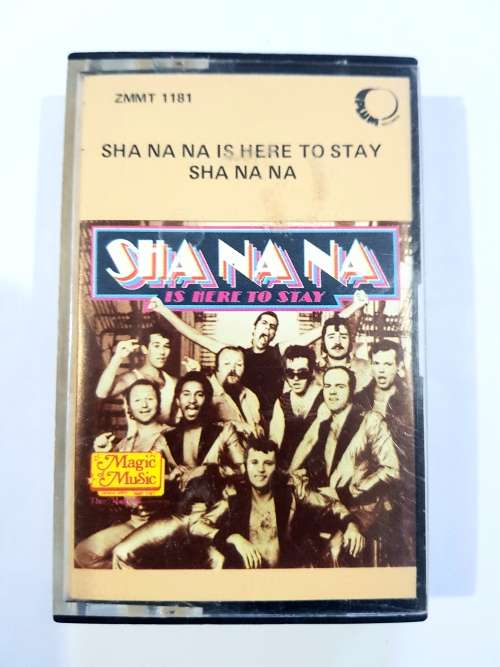 ZMMT 1181
PLUM
SHA NA NA IS HERE TO STAY
SHA NA NA
SHA NA NA
IS HERE TO STAY
Magic
Music